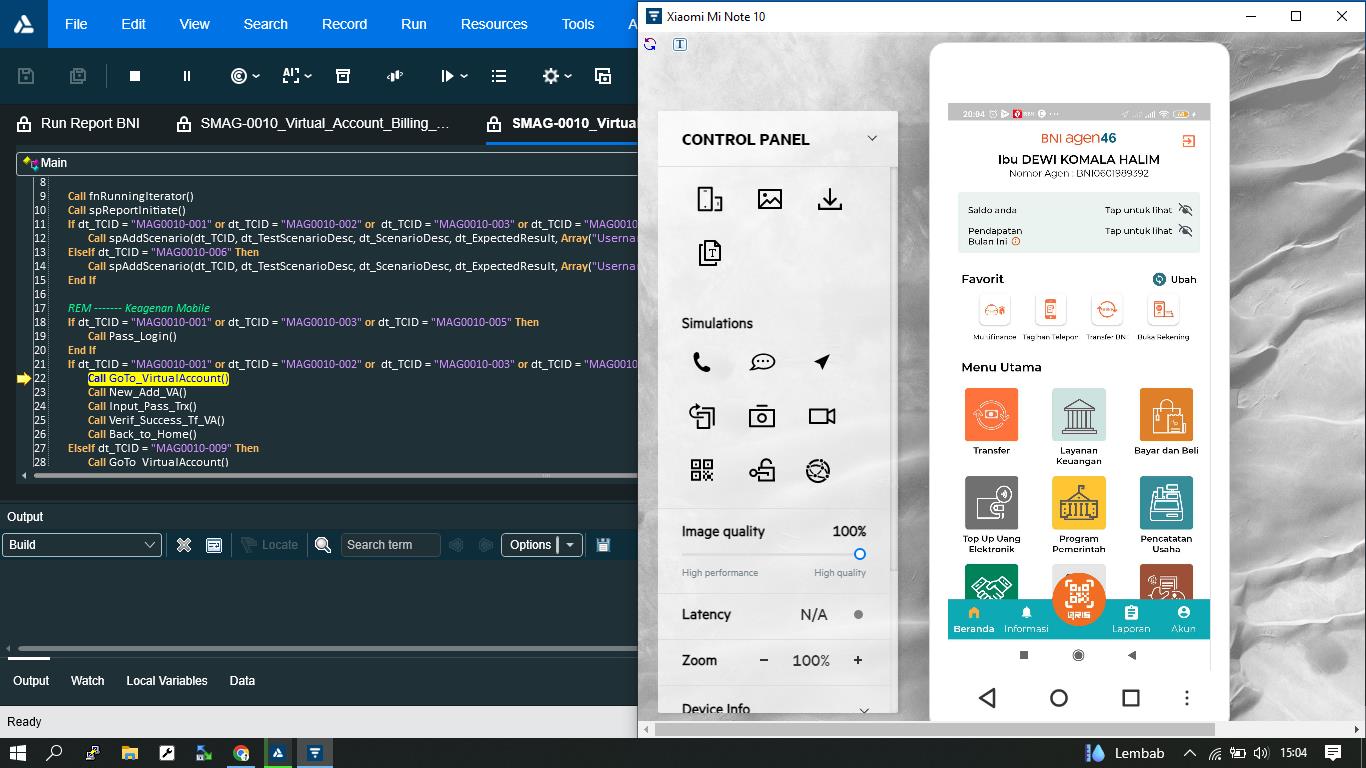 File Edit View Search Record Run Resources Tools A
Run Report BNI
SMAG-0010_Virtual_Account_Billing_...
SMAG-0010_Virtua
Main
8
9 Call fnRunningIterator()
10 Call spReportInitiate()
11 If dt_TCID = "MAG0010-001" or dt_TCID = "MAG0010-002" or dt_TCID = "MAG0010-003" or dt_TCID = "MAG0010
12 Call spAddScenario(dt_TCID, dt_TestScenarioDesc, dt_ScenarioDesc, dt_ExpectedResult, Array("Userna
13 ElseIf dt_TCID = "MAG0010-006" Then
14 Call spAddScenario(dt_TCID, dt_TestScenarioDesc, dt_ScenarioDesc, dt_ExpectedResult, Array("Userna
15 End If
16
17 REM ------- Keagenan Mobile
18 If dt_TCID = "MAG0010-001" or dt_TCID = "MAG0010-003" or dt_TCID = "MAG0010-005" Then
19 Call Pass_Login()
20 End If
21 If dt_TCID = "MAG0010-001" or dt_TCID = "MAG0010-002" or dt_TCID = "MAG0010-003" or dt_TCID = "MAG0010
22 Call GoTo_VirtualAccount()
23 Call New_Add_VA()
24 Call Input_Pass_Trx()
25 Call Verif_Success_Tf_VA()
26 Call Back_to_Home()
27 ElseIf dt_TCID = "MAG0010-009" Then
28 Call GoTo_VirtualAccount()
Output
Build
Locate
Search term
Options
Output Watch Local Variables Data
Ready
Xiaomi Mi Note 10
T
CONTROL PANEL
Simulations
Image quality 100%
High performance High quality
Latency N/A
Zoom - 100% +
Device Info
20:04
BNI agen46
Ibu DEWI KOMALA HALIM
Nomor Agen : BNI0601989392
Saldo anda Tap untuk lihat
Pendapatan
Bulan Ini Tap untuk lihat
Favorit Ubah
Multifinance Tagihan Telepon Transfer BNI Buka Rekening
Menu Utama
Transfer
Layanan
Keuangan
Bayar dan Beli
Top Up Uang
Elektronik
Program
Pemerintah
Pencatatan
Usaha
QRIS
Beranda Informasi Laporan Akun
Lembab
15:04